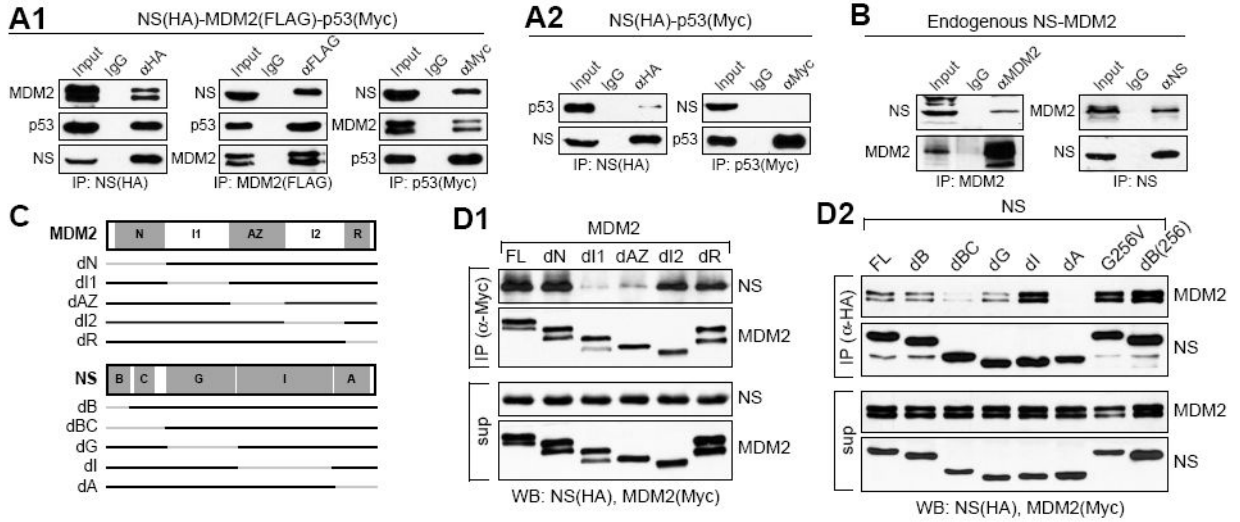 A1
NS(HA)-MDM2(FLAG)-p53(Myc)
Input IgG αHA
MDM2
p53
NS
IP: NS(HA)
Input IgG αFLAG
NS
p53
MDM2
IP: MDM2(FLAG)
Input IgG αMyc
NS
MDM2
p53
IP: p53(Myc)
A2
NS(HA)-p53(Myc)
Input IgG αHA
p53
NS
IP: NS(HA)
Input IgG αMyc
NS
p53
IP: p53(Myc)
B
Endogenous NS-MDM2
Input IgG αMDM2
NS
MDM2
IP: MDM2
Input IgG αNS
MDM2
NS
IP: NS
C
MDM2 N I1 AZ I2 R
dN
dI1
dAZ
dI2
dR
NS B C G I A
dB
dBC
dG
dI
dA
D1
MDM2
FL dN dI1 dAZ dI2 dR
IP (α-Myc)
NS
MDM2
sup
NS
MDM2
WB: NS(HA), MDM2(Myc)
D2
NS
FL dB dBC dG dI dA G256V dB(256)
IP (α-HA)
MDM2
NS
sup
MDM2
NS
WB: NS(HA), MDM2(Myc)